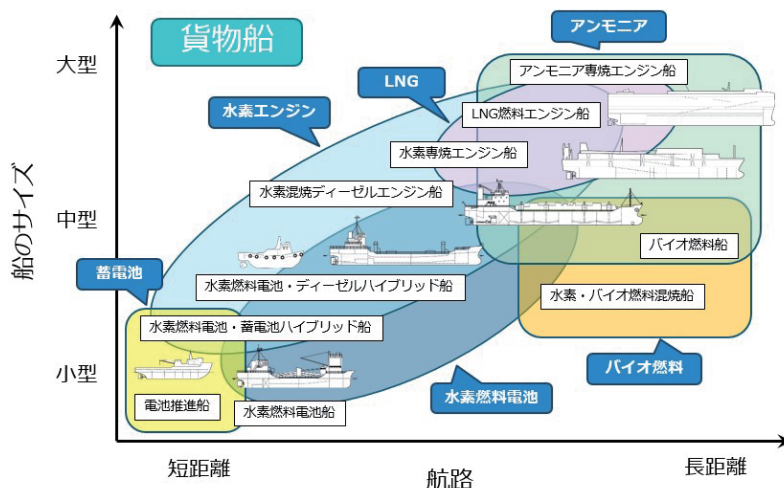 貨物船
アンモニア
大型
アンモニア専焼エンジン船
LNG
LNG燃料エンジン船
水素エンジン
水素専焼エンジン船
水素混焼ディーゼルエンジン船
船のサイズ
中型
バイオ燃料船
蓄電池
水素燃料電池・ディーゼルハイブリッド船
水素・バイオ燃料混焼船
水素燃料電池・蓄電池ハイブリッド船
小型
バイオ燃料
水素燃料電池
電池推進船
水素燃料電池船
短距離
航路
長距離